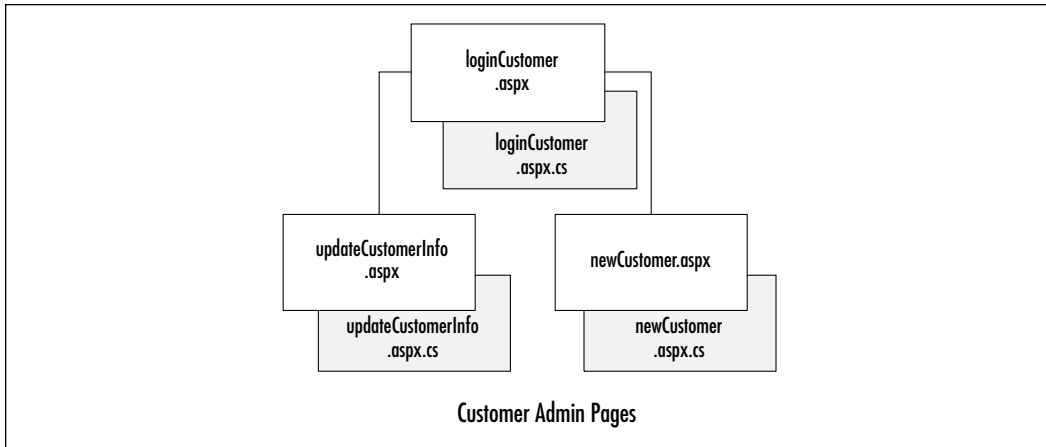 loginCustomer
.aspx
loginCustomer
.aspx.cs
updateCustomerInfo
.aspx
newCustomer.aspx
updateCustomerInfo
.aspx.cs
newCustomer
.aspx.cs
Customer Admin Pages